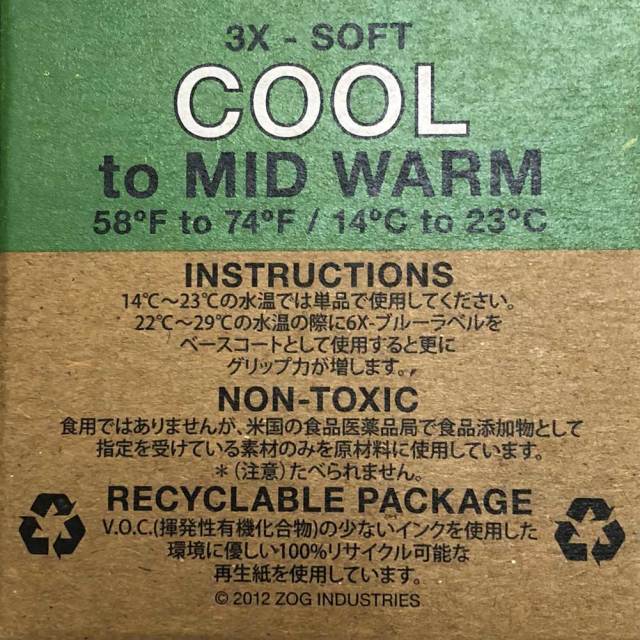 3X - SOFT
COOL
to MID WARM
58°F to 74°F / 14°C to 23°C
INSTRUCTIONS
14℃～23℃の水温では単品で使用してください。
22℃～29℃の水温の際に6X-ブルーラベルを
ベースコートとして使用すると更に
グリップ力が増します。
NON-TOXIC
食用ではありませんが、米国の食品医薬品局で食品添加物として
指定を受けている素材のみを原材料に使用しています。
＊（注意）たべられません。
RECYCLABLE PACKAGE
V.O.C.(揮発性有機化合物)の少ないインクを使用した
環境に優しい100%リサイクル可能な
再生紙を使用しています。
© 2012 ZOG INDUSTRIES